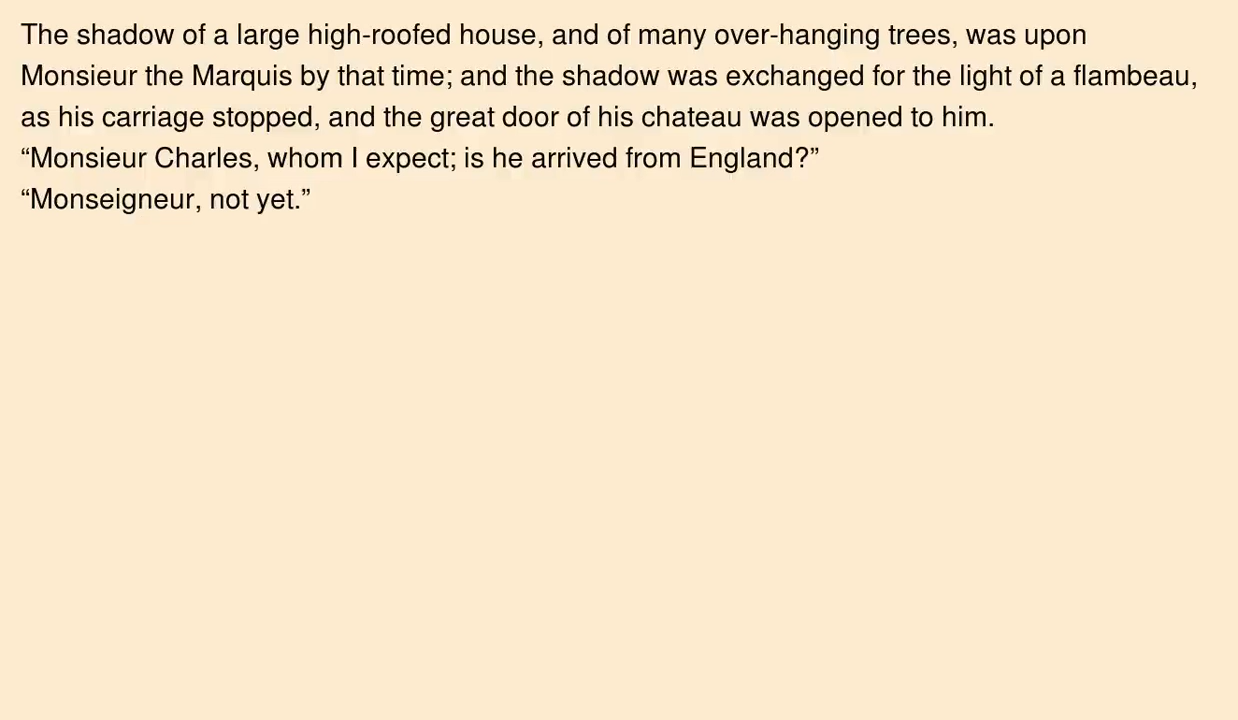 The shadow of a large high-roofed house, and of many over-hanging trees, was upon
Monsieur the Marquis by that time; and the shadow was exchanged for the light of a flambeau,
as his carriage stopped, and the great door of his chateau was opened to him.
“Monsieur Charles, whom I expect; is he arrived from England?”
“Monseigneur, not yet.”